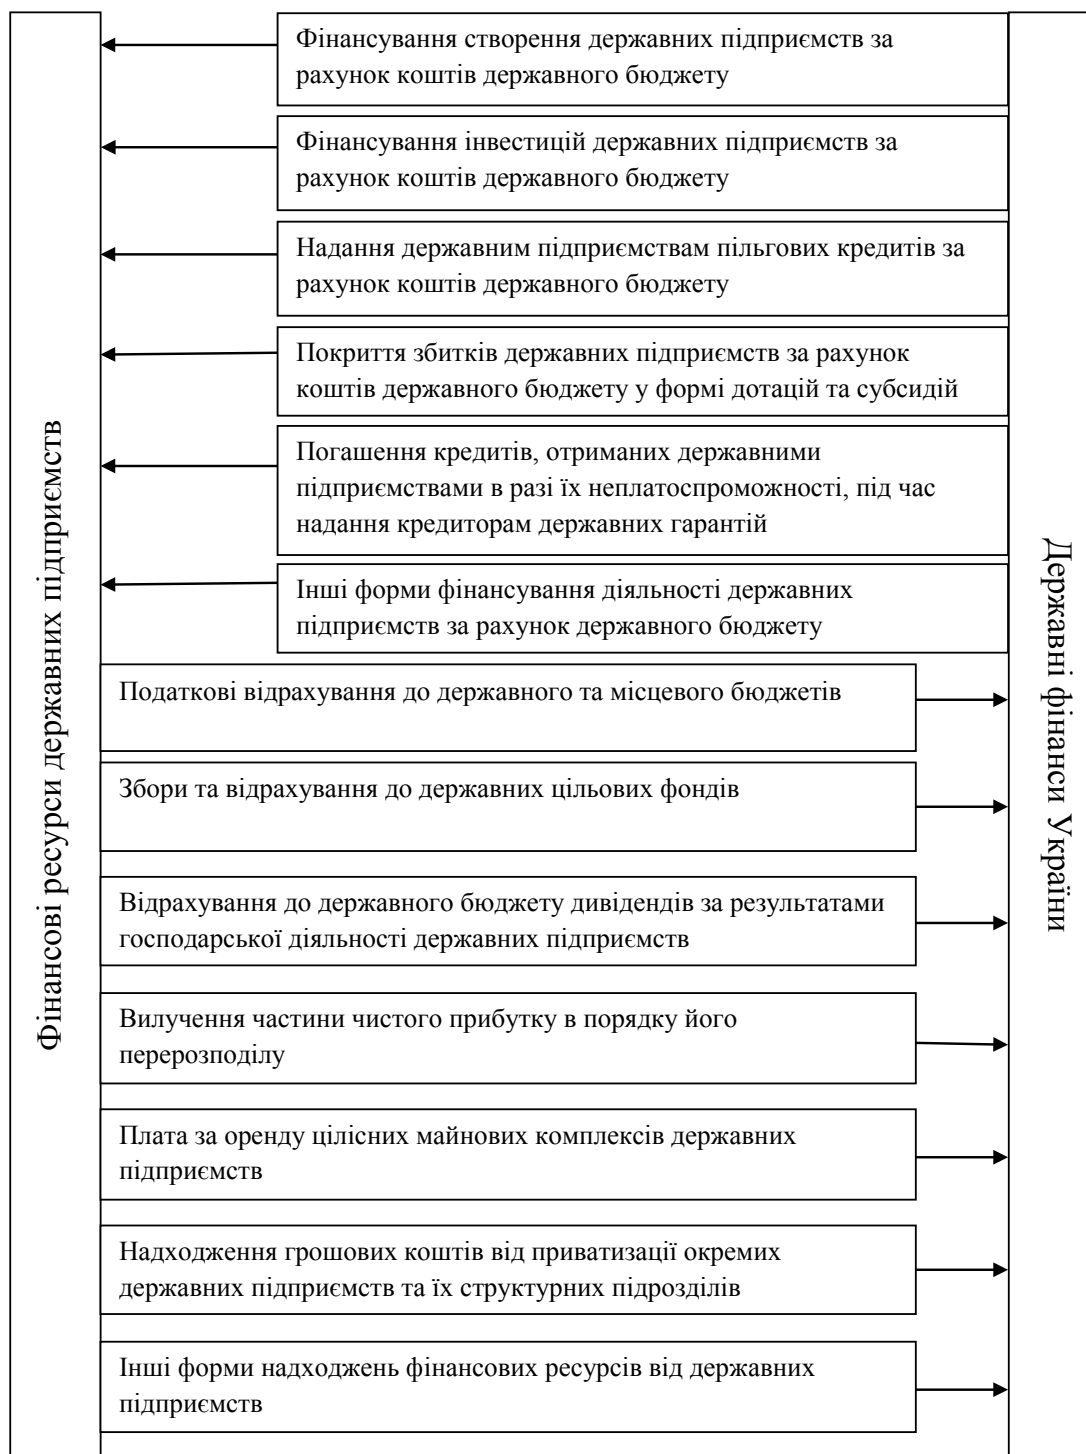 Фінансові ресурси державних підприємств
Фінансування створення державних підприємств за
рахунок коштів державного бюджету
Фінансування інвестицій державних підприємств за
рахунок коштів державного бюджету
Надання державним підприємствам пільгових кредитів за
рахунок коштів державного бюджету
Покриття збитків державних підприємств за рахунок
коштів державного бюджету у формі дотацій та субсидій
Погашення кредитів, отриманих державними
підприємствами в разі їх неплатоспроможності, під час
надання кредиторам державних гарантій
Інші форми фінансування діяльності державних
підприємств за рахунок державного бюджету
Податкові відрахування до державного та місцевого бюджетів
Збори та відрахування до державних цільових фондів
Відрахування до державного бюджету дивідендів за результатами
господарської діяльності державних підприємств
Вилучення частини чистого прибутку в порядку його
перерозподілу
Плата за оренду цілісних майнових комплексів державних
підприємств
Надходження грошових коштів від приватизації окремих
державних підприємств та їх структурних підрозділів
Інші форми надходжень фінансових ресурсів від державних
підприємств
Державні фінанси України